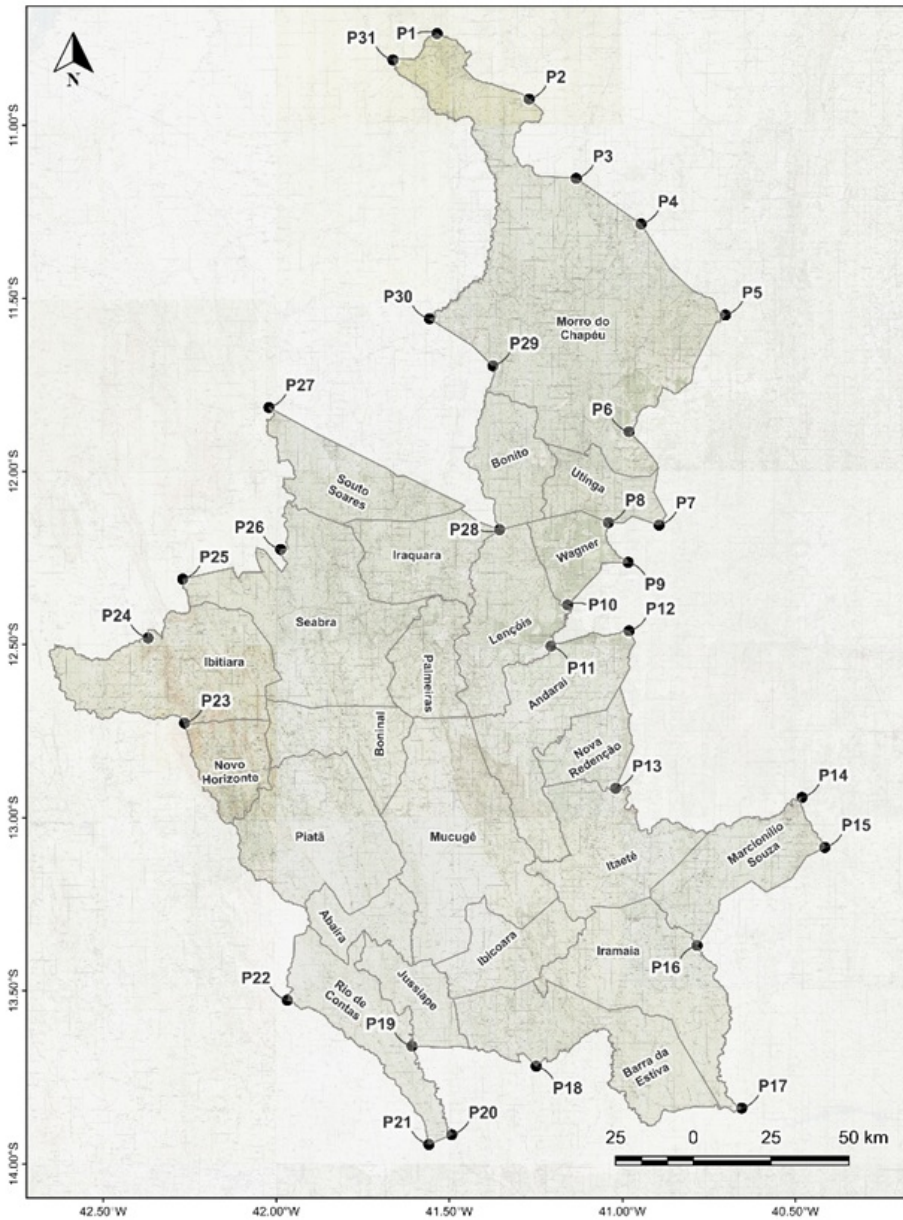 P1
P31
N
P2
11.00°S
P3
P4
P30
P5
11.50°S
Morro do
Chapéu
P29
P27
P6
Bonito
12.00°S
Utinga
Souto
Soares
P8
P7
P28
P26
Iraquara
Wagner
P25
P9
P10
P12
P24
Seabra
Lençóis
12.50°S
P11
Ibitiara
Palmeiras
Andaraí
P23
Boninal
Nova
Redenção
Novo
Horizonte
P13
P14
13.00°S
Piatã
Mucugê
P15
Marcionílio
Souza
Itaeté
Abaíra
Ibicoara
Iramaia
P16
P22
13.50°S
Rio de
Contas
Jussiape
P19
P18
Barra da
Estiva
P17
P21
P20
25 0 25 50 km
14.00°S
42.50°W 42.00°W 41.50°W 41.00°W 40.50°W